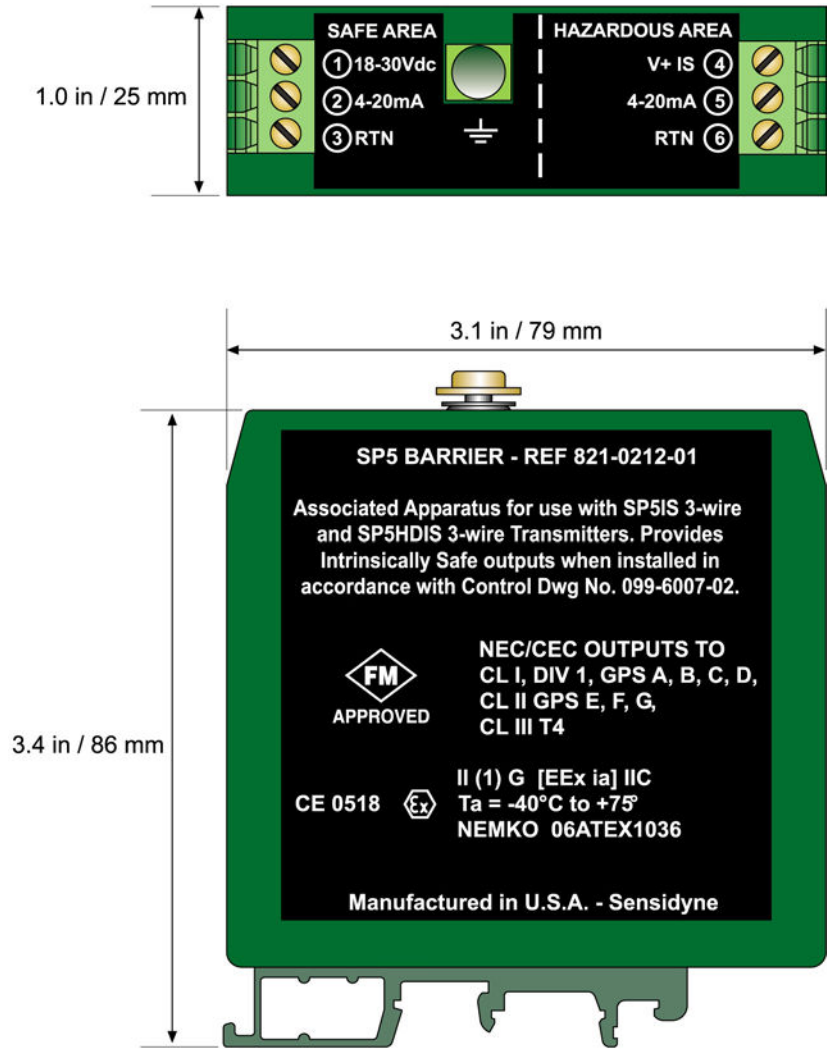 SAFE AREA
HAZARDOUS AREA
1 18-30Vdc
V+ IS 4
1.0 in / 25 mm
2 4-20mA
4-20mA 5
3 RTN
RTN 6
3.1 in / 79 mm
SP5 BARRIER - REF 821-0212-01
Associated Apparatus for use with SP5IS 3-wire
and SP5HDIS 3-wire Transmitters. Provides
Intrinsically Safe outputs when installed in
accordance with Control Dwg No. 099-6007-02.
FM
APPROVED
NEC/CEC OUTPUTS TO
CL I, DIV 1, GPS A, B, C, D,
CL II GPS E, F, G,
CL III T4
3.4 in / 86 mm
CE 0518
Ex
II (1) G [EEx ia] IIC
Ta = -40°C to +75°
NEMKO 06ATEX1036
Manufactured in U.S.A. - Sensidyne